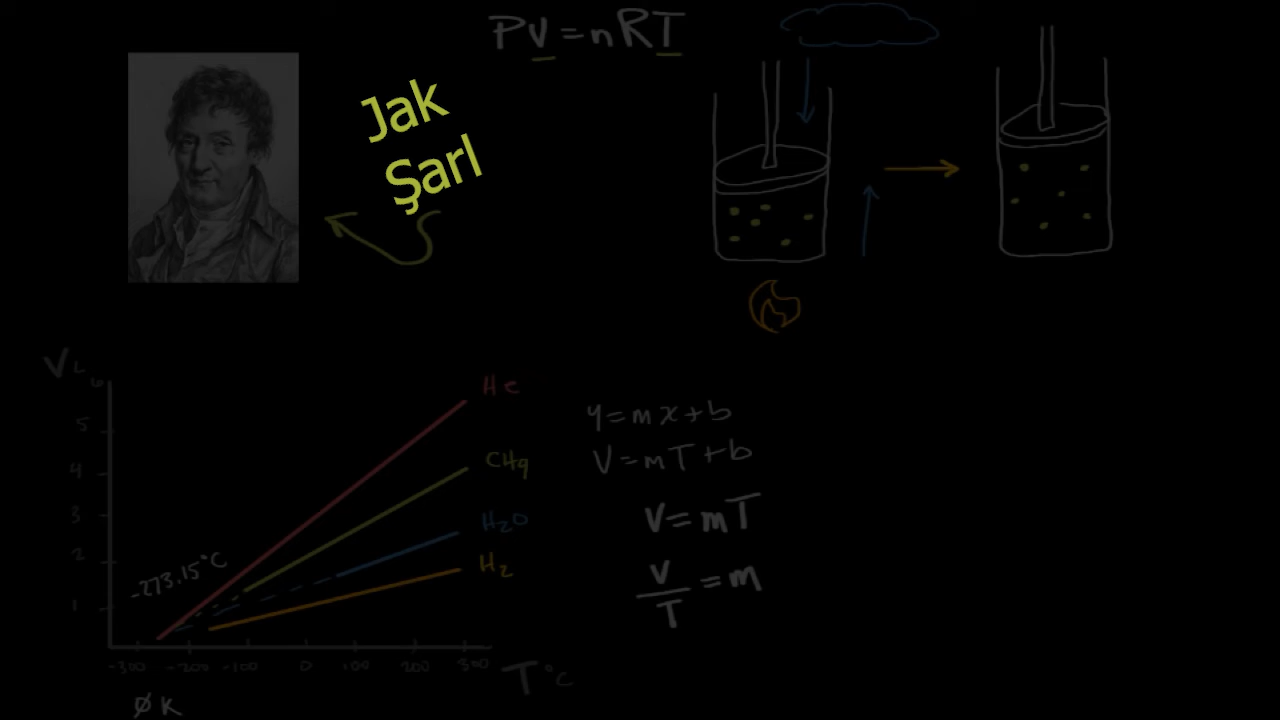 PV=nRT
Jak
Şarl
V L
6
5
4
3
2
1
-273.15°C
He
CH4
H2O
H2
-300 -200 -100 0 100 200 300
T °C
ØK
y=mx+b
V=mT+b
V=mT
V
T
=m